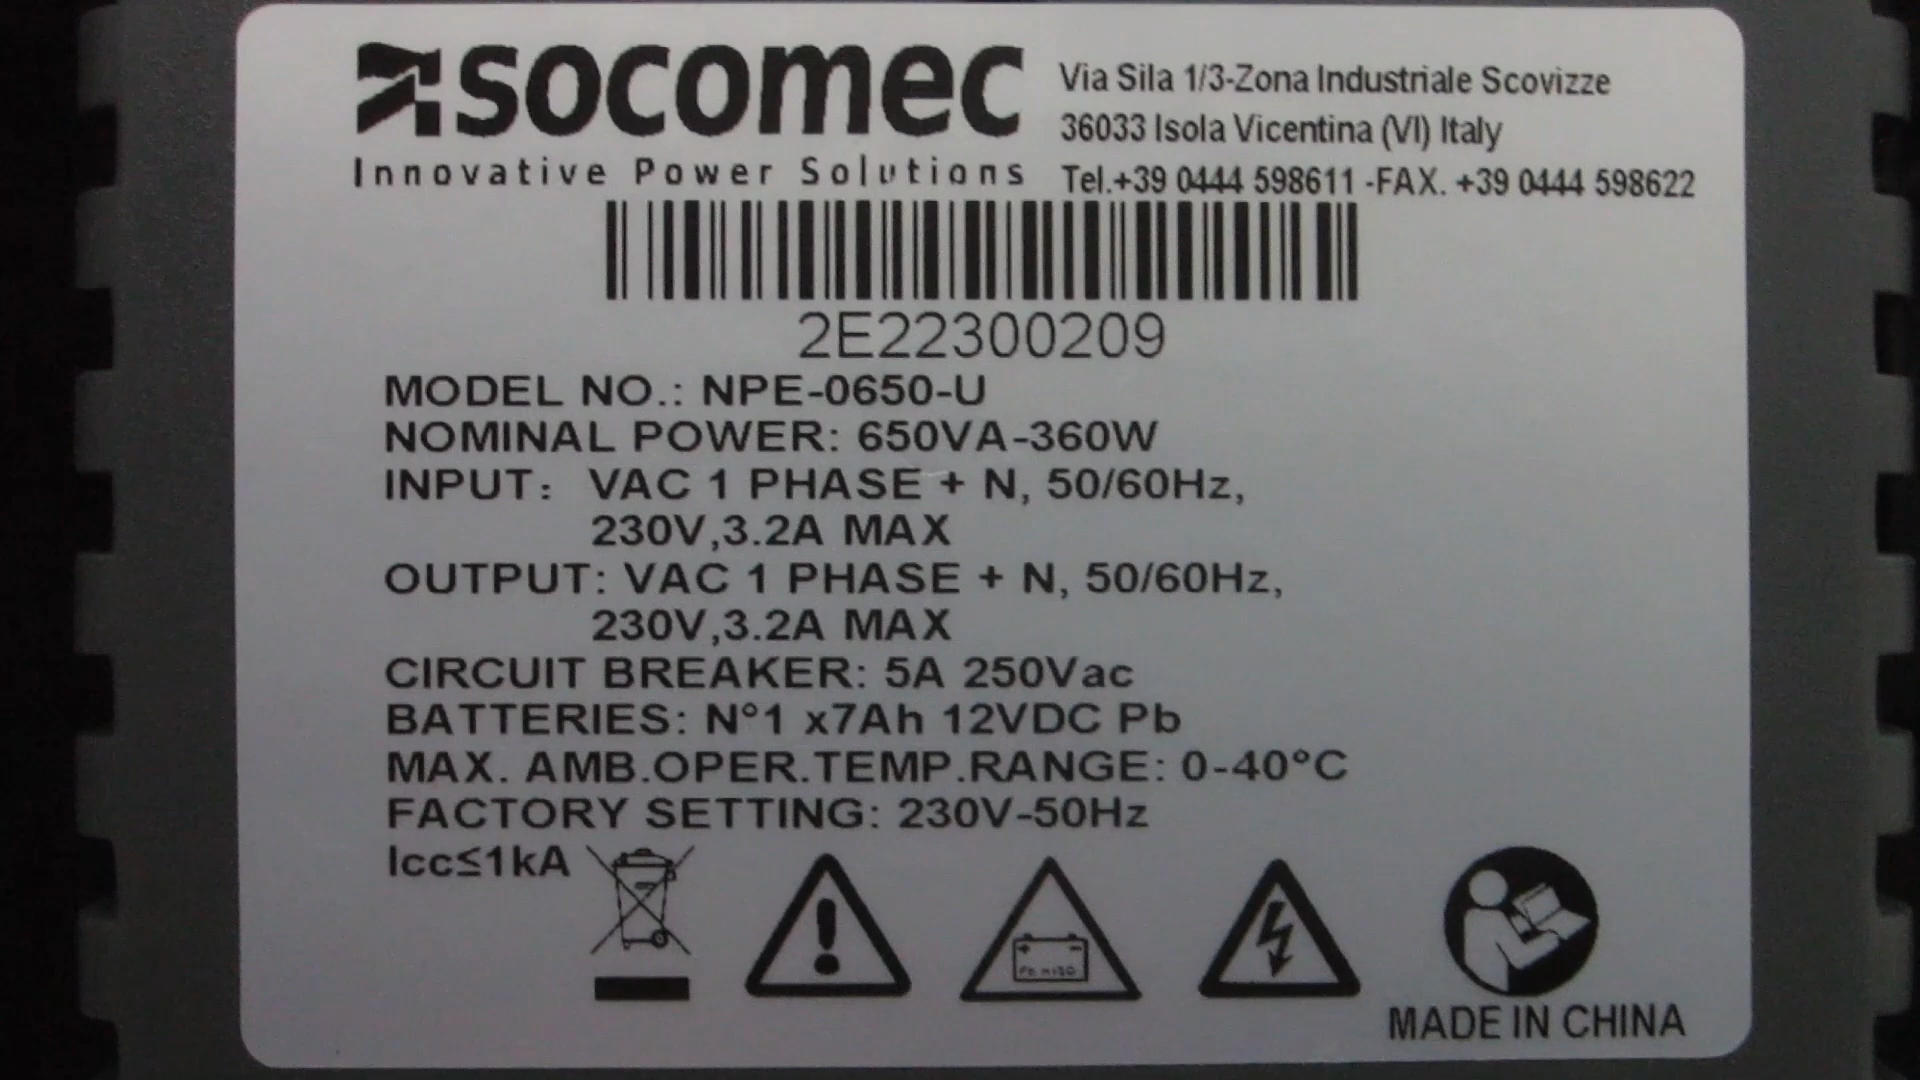 socomec
Innovative Power Solutions
Via Sila 1/3-Zona Industriale Scovizze
36033 Isola Vicentina (VI) Italy
Tel.+39 0444 598611 -FAX. +39 0444 598622
2E22300209
MODEL NO.: NPE-0650-U
NOMINAL POWER: 650VA-360W
INPUT: VAC 1 PHASE + N, 50/60Hz,
230V,3.2A MAX
OUTPUT: VAC 1 PHASE + N, 50/60Hz,
230V,3.2A MAX
CIRCUIT BREAKER: 5A 250Vac
BATTERIES: N°1 x7Ah 12VDC Pb
MAX. AMB.OPER.TEMP.RANGE: 0-40°C
FACTORY SETTING: 230V-50Hz
Icc≤1kA
MADE IN CHINA